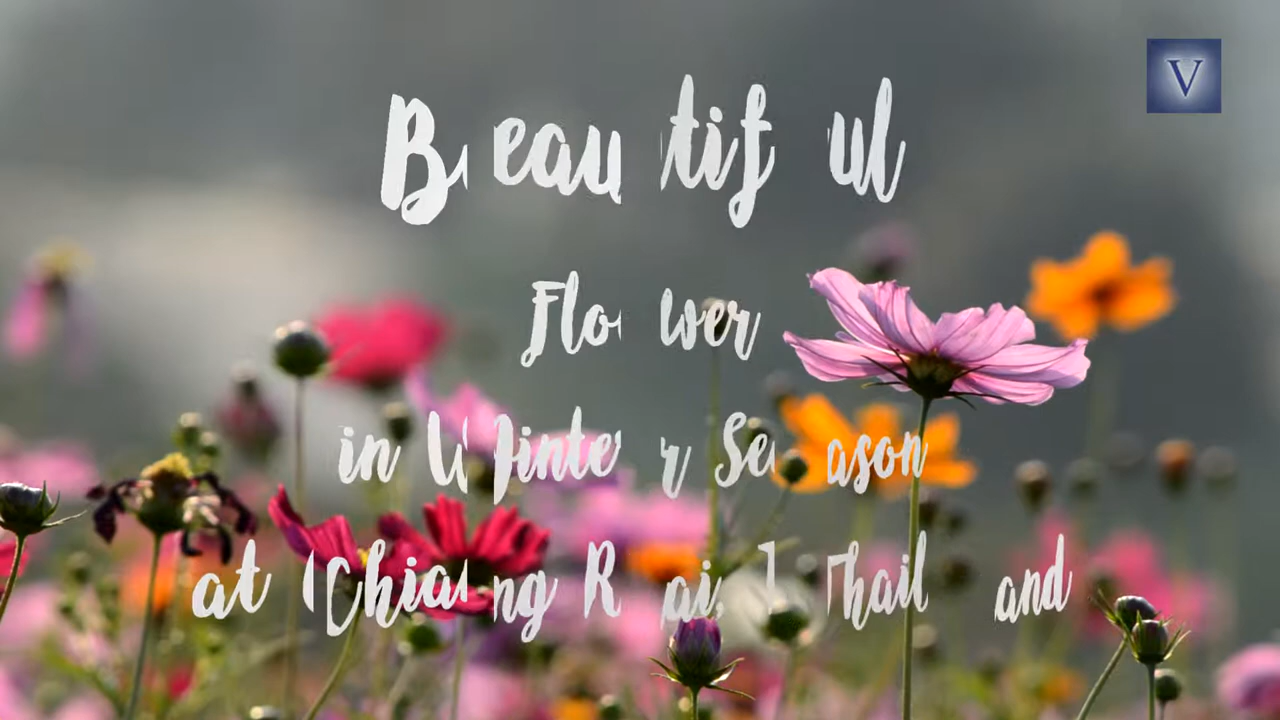 V
Beautiful
Flower
in Winter Season
at Chiang Rai, Thailand